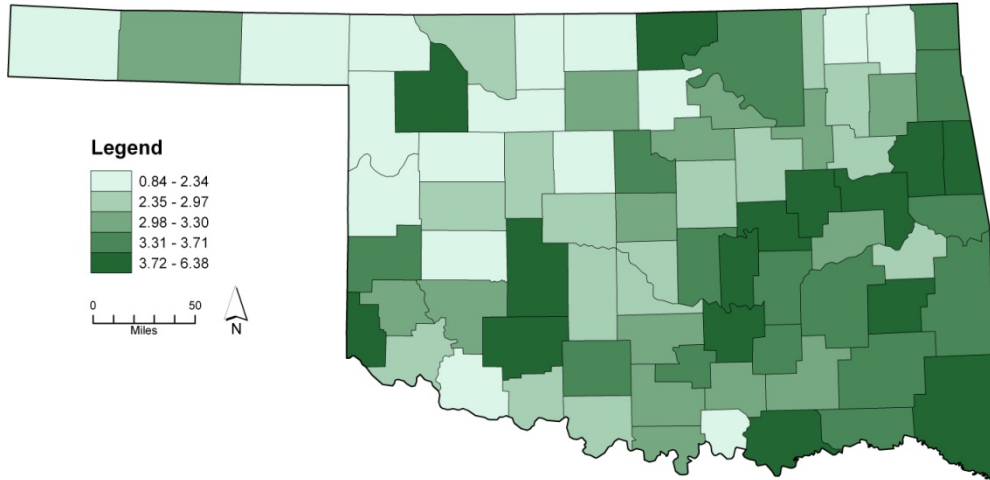 Legend
0.84 - 2.34
2.35 - 2.97
2.98 - 3.30
3.31 - 3.71
3.72 - 6.38
0 50
Miles
N